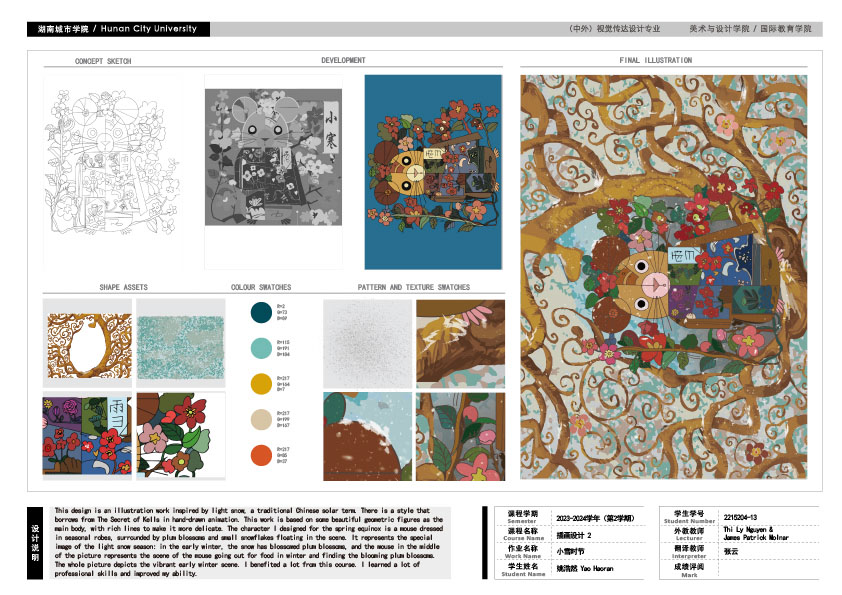 湖南城市学院 / Hunan City University
（中外）视觉传达设计专业
美术与设计学院 / 国际教育学院
CONCEPT SKETCH
DEVELOPMENT
FINAL ILLUSTRATION
小寒
SHAPE ASSETS
COLOUR SWATCHES
PATTERN AND TEXTURE SWATCHES
R=2
G=73
B=89
R=115
G=191
B=184
R=217
G=164
B=7
R=217
G=199
B=167
R=217
G=85
B=37
设计说明
This design is an illustration work inspired by light snow, a traditional Chinese solar term. There is a style that
borrows from The Secret of Kells in hand-drawn animation. This work is based on some beautiful geometric figures as the
main body, with rich lines to make it more delicate. The character I designed for the spring equinox is a mouse dressed
in seasonal robes, surrounded by plum blossoms and small snowflakes floating in the scene. It represents the special
image of the light snow season: in the early winter, the snow has blossomed plum blossoms, and the mouse in the middle
of the picture represents the scene of the mouse going out for food in winter and finding the blooming plum blossoms.
The whole picture depicts the vibrant early winter scene. I benefited a lot from this course. I learned a lot of
professional skills and improved my ability.
课程学期
Semester
2023-2024学年（第2学期）
课程名称
Course Name
插画设计 2
作业名称
Work Name
小雪时节
学生姓名
Student Name
姚浩然 Yao Haoran
学生学号
Student Number
2215204-13
外教教师
Lecturer
Thi Ly Nguyen &
James Patrick Molnar
翻译教师
Interpreter
张云
成绩评阅
Mark